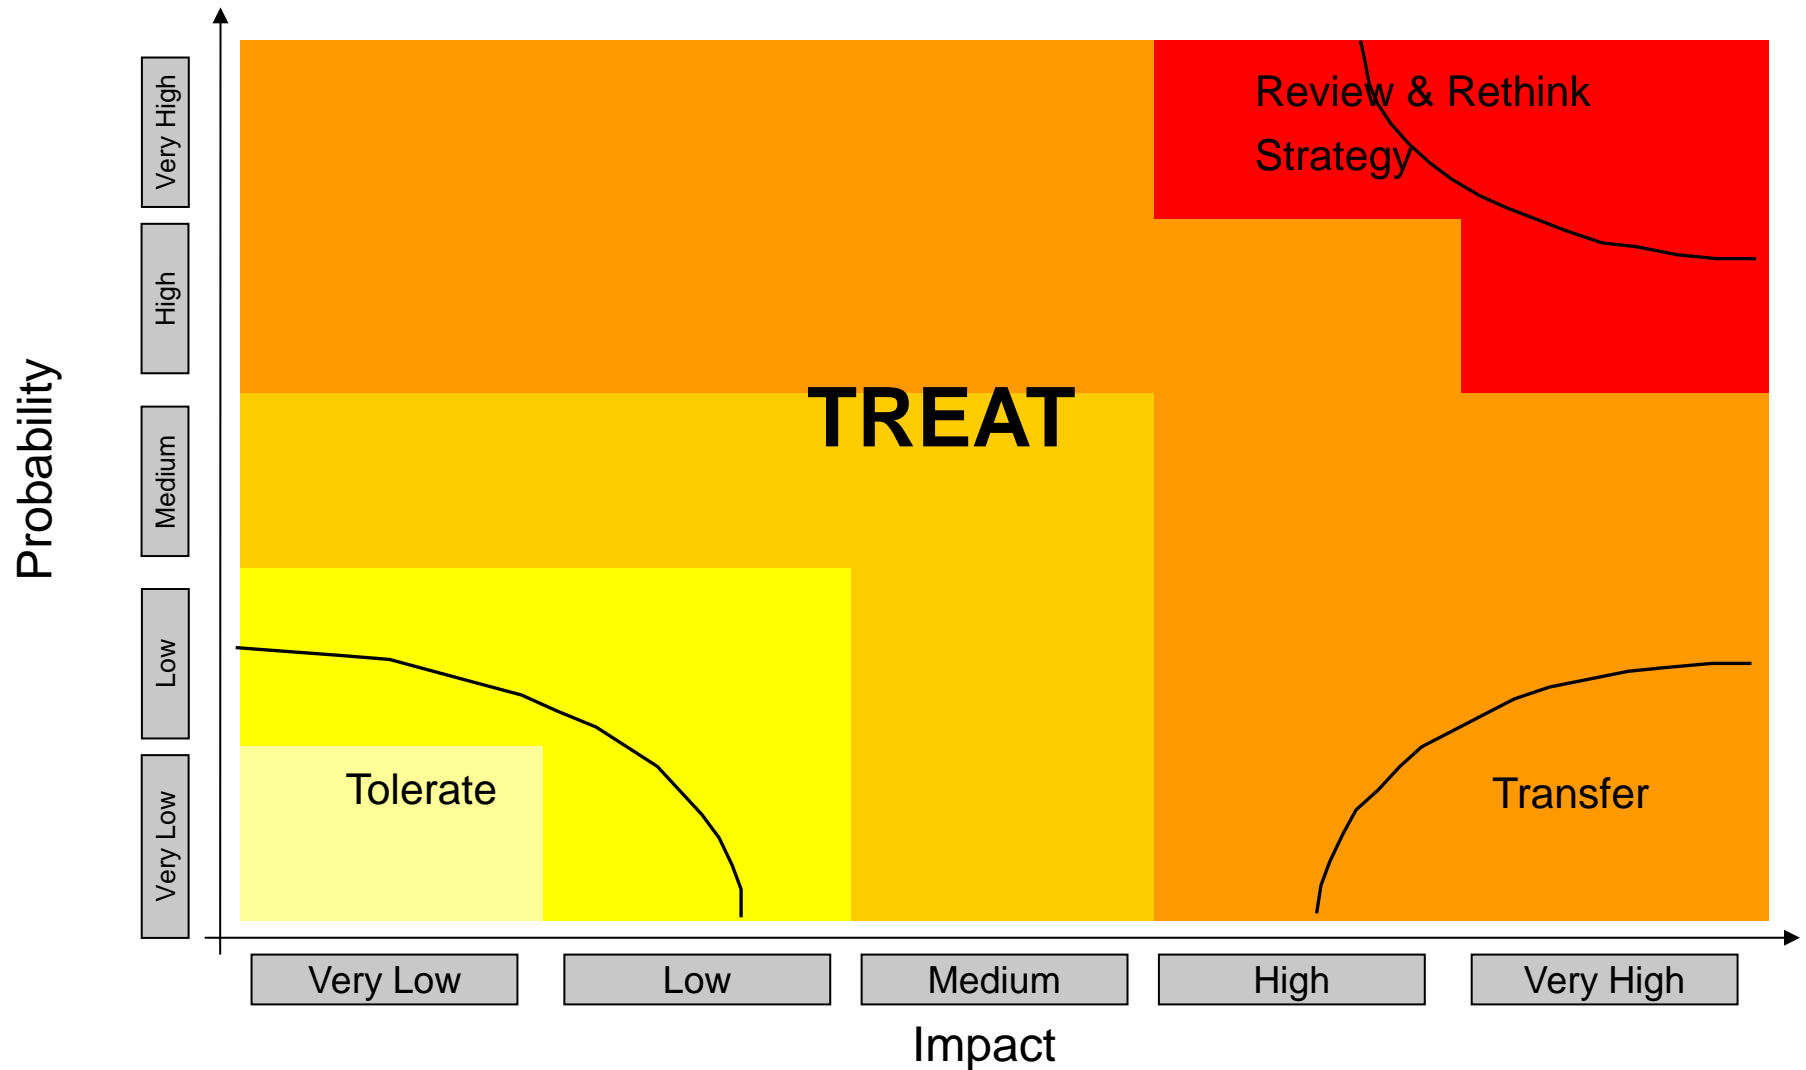 Probability
Very High
High
Medium
Low
Very Low
Review & Rethink
Strategy
TREAT
Tolerate
Transfer
Very Low
Low
Medium
High
Very High
Impact